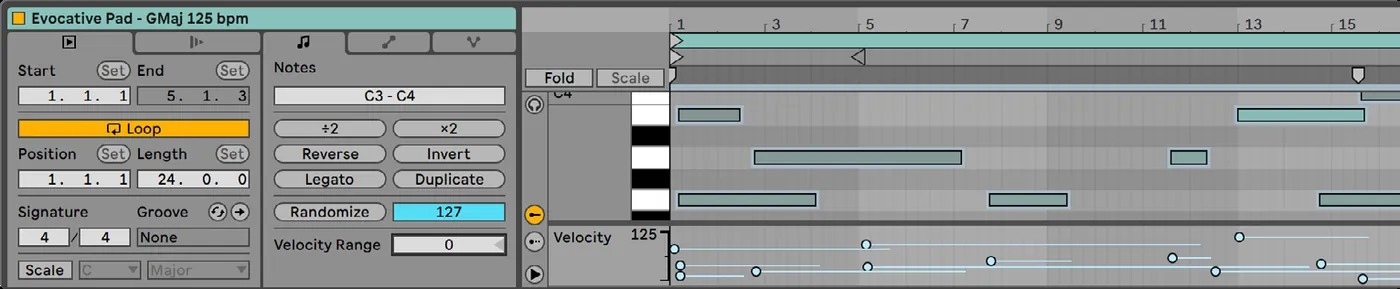 Evocative Pad - GMaj 125 bpm
Start Set End Set
1. 1. 1 5. 1. 3
Loop
Position Set Length Set
1. 1. 1 24. 0. 0
Signature Groove
4 / 4 None
Scale C Major
Notes
C3 - C4
÷2 ×2
Reverse Invert
Legato Duplicate
Randomize 127
Velocity Range 0
1 3 5 7 9 11 13 15
Fold Scale
C4
Velocity 125
1